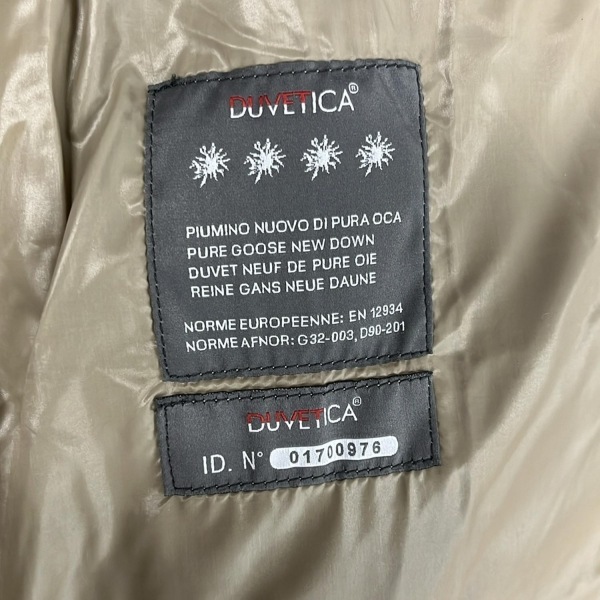 DUVETICA®
PIUMINO NUOVO DI PURA OCA
PURE GOOSE NEW DOWN
DUVET NEUF DE PURE OIE
REINE GANS NEUE DAUNE
NORME EUROPEENNE: EN 12934
NORME AFNOR: G32-003, D90-201
DUVETICA®
ID. N° 01700976